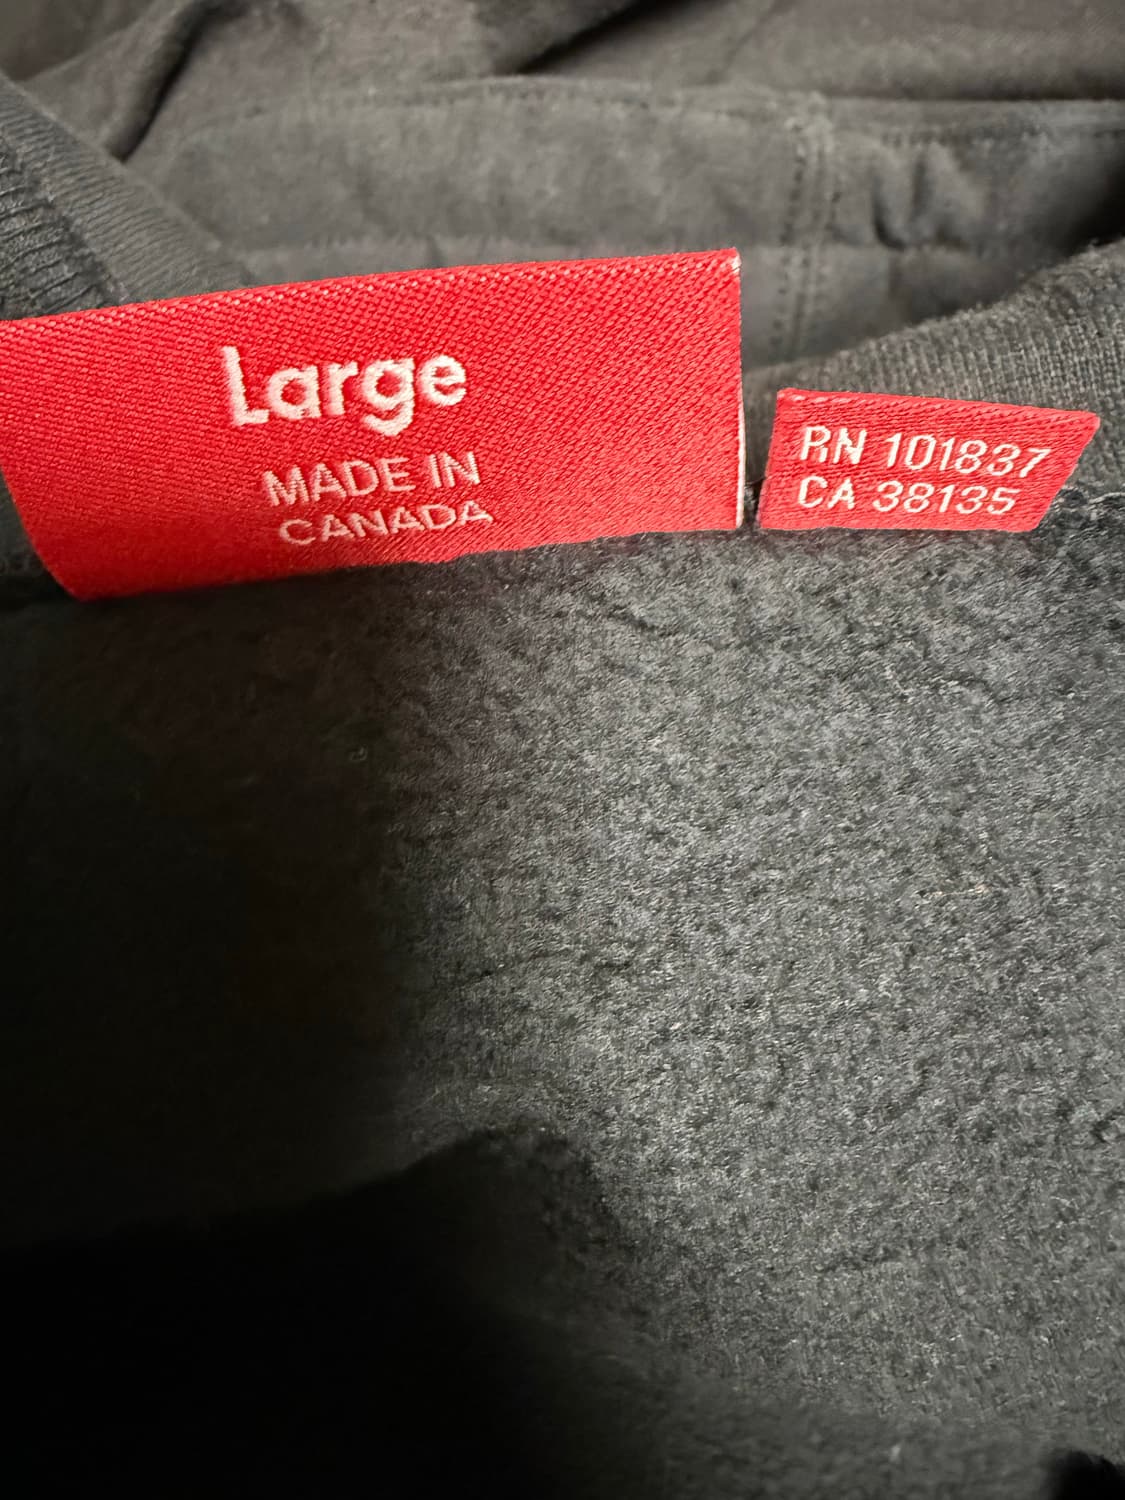 Large
MADE IN
CANADA
RN 101837
CA 38135